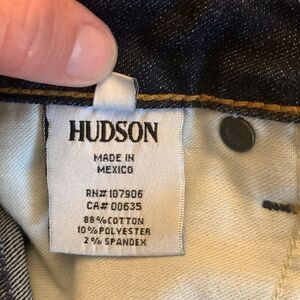 HUDSON
MADE IN
MEXICO
RN# 107906
CA# 00635
88% COTTON
10% POLYESTER
2% SPANDEX